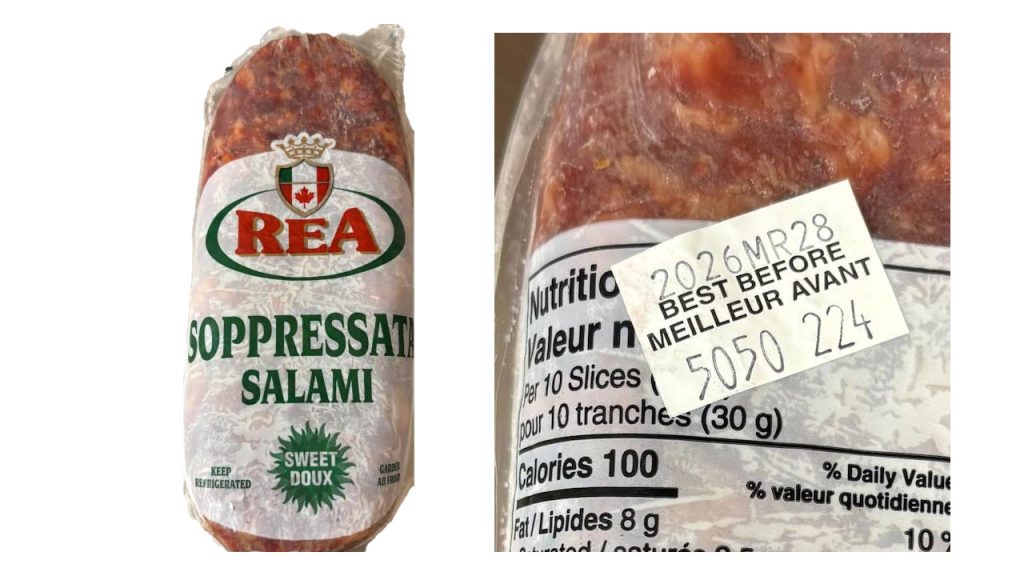 REA
SOPPRESSATA
SALAMI
SWEET
DOUX
KEEP
REFRIGERATED
GARDER
AU FROID
2026MR28
BEST BEFORE
MEILLEUR AVANT
5050 224
Nutritio
Valeur n
Per 10 Slices (
pour 10 tranches (30 g)
Calories 100
% Daily Value
% valeur quotidienne
Fat / Lipides 8 g
10 %